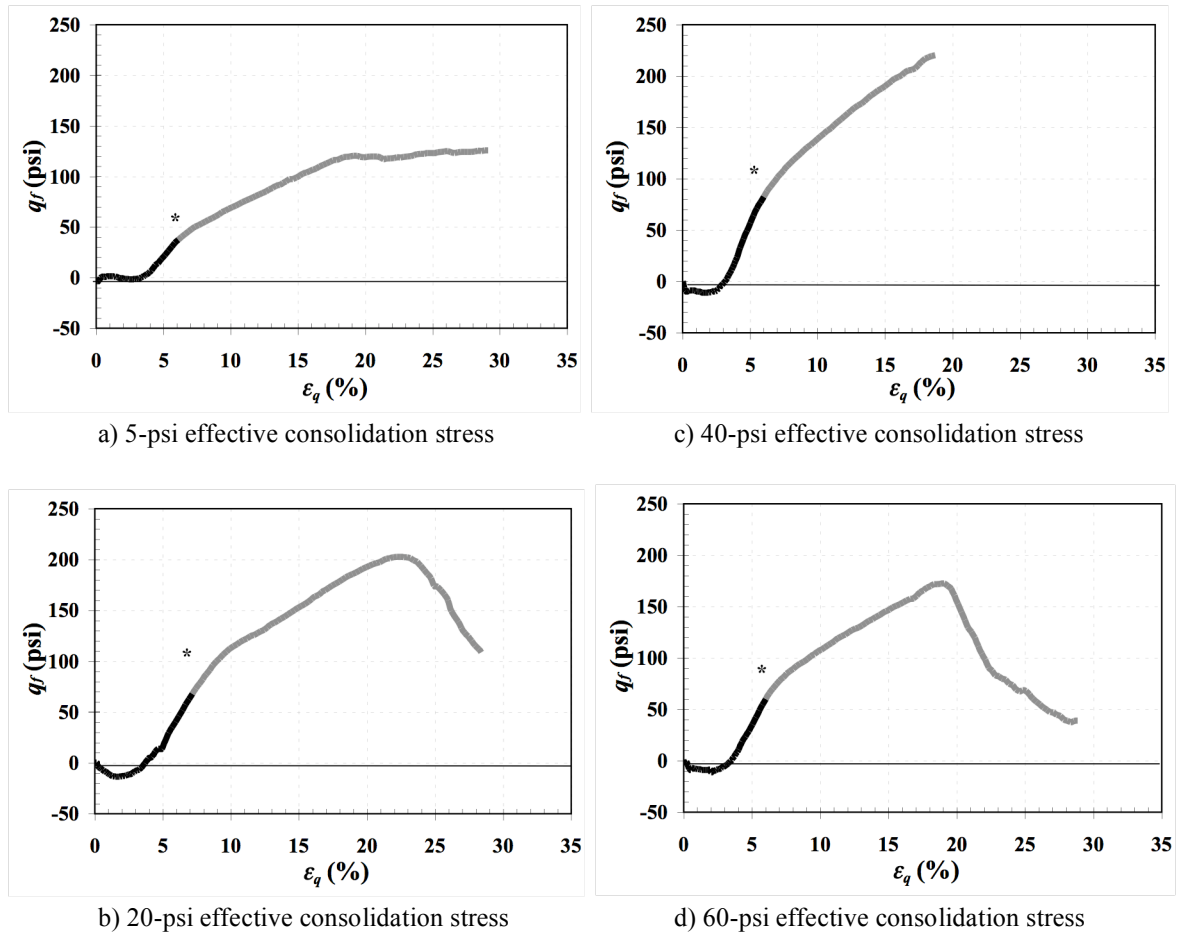 250
200
150
100
50
0
-50
qf (psi)
*
0 5 10 15 20 25 30 35
εq (%)
a) 5-psi effective consolidation stress
250
200
150
100
50
0
-50
qf (psi)
*
0 5 10 15 20 25 30 35
εq (%)
c) 40-psi effective consolidation stress
250
200
150
100
50
0
-50
qf (psi)
*
0 5 10 15 20 25 30 35
εq (%)
b) 20-psi effective consolidation stress
250
200
150
100
50
0
-50
qf (psi)
*
0 5 10 15 20 25 30 35
εq (%)
d) 60-psi effective consolidation stress